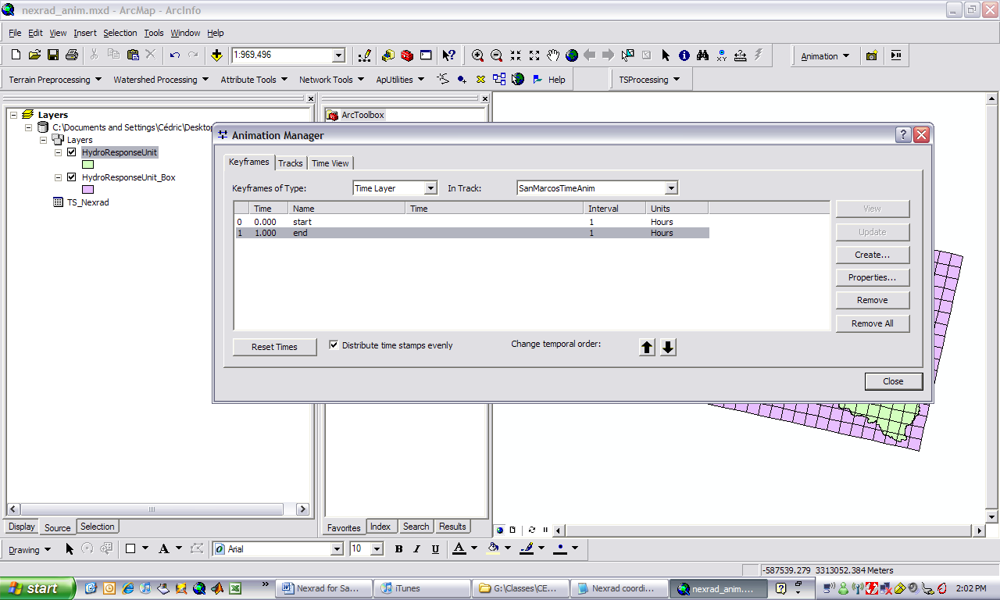 nexrad_anim.mxd - ArcMap - ArcInfo
File Edit View Insert Selection Tools Window Help
1:969,496
Animation
Terrain Preprocessing Watershed Processing Attribute Tools Network Tools ApUtilities Help TSProcessing
Layers
C:\Documents and Settings\Cédric\Deskto
Layers
HydroResponseUnit
HydroResponseUnit_Box
TS_Nexrad
ArcToolbox
Animation Manager
Keyframes Tracks Time View
Keyframes of Type: Time Layer In Track: SanMarcosTimeAnim
Time Name Time Interval Units
0 0.000 start 1 Hours
1 1.000 end 1 Hours
View
Update
Create...
Properties...
Remove
Remove All
Reset Times Distribute time stamps evenly Change temporal order:
Close
Display Source Selection
Favorites Index Search Results
Drawing A Arial 10 B I U A
-587539.279 3313052.384 Meters
start Nexrad for Sa... iTunes G:\Classes\CE... Nexrad coordin... nexrad_anim.... 2:02 PM